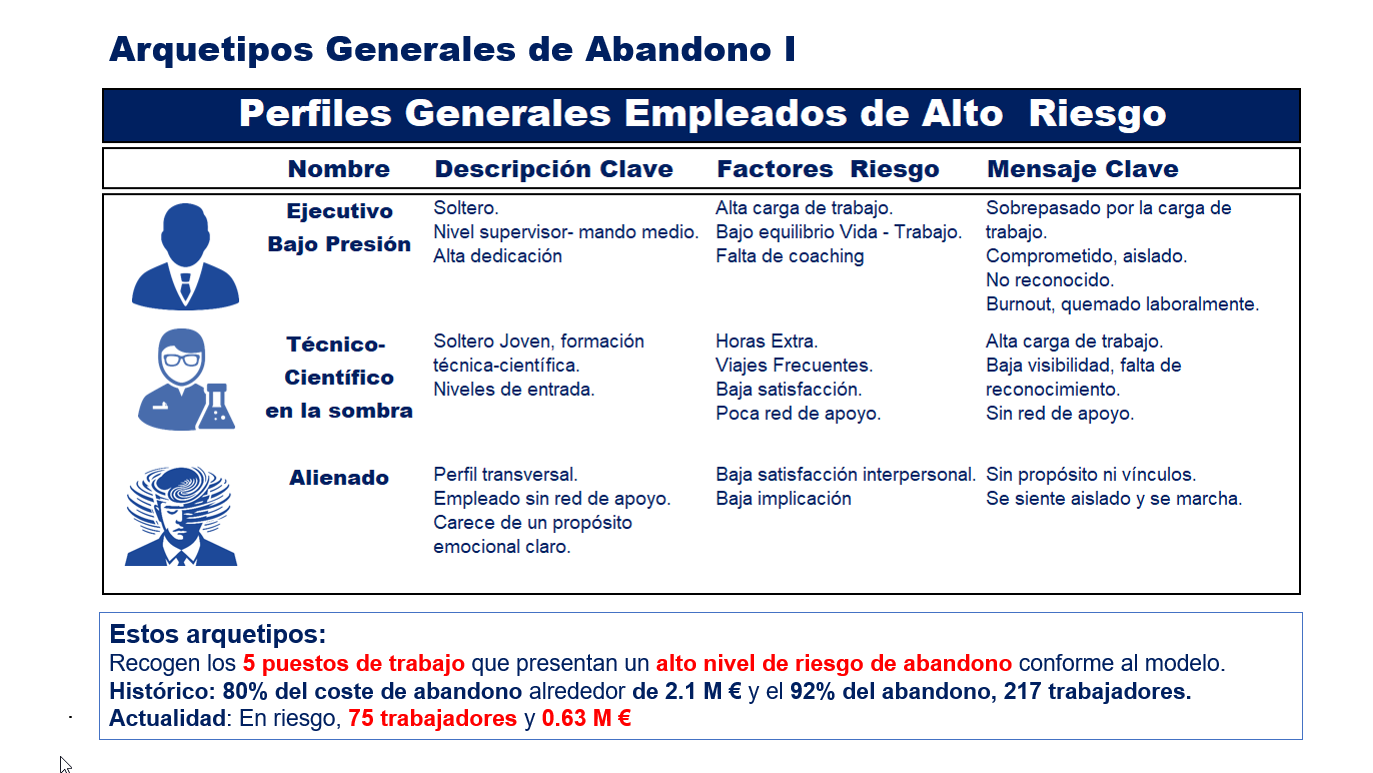 Arquetipos Generales de Abandono I
Perfiles Generales Empleados de Alto  Riesgo
Nombre
Descripción Clave
Factores  Riesgo
Mensaje Clave
Ejecutivo
Bajo Presión
Soltero.
Nivel supervisor- mando medio.
Alta dedicación
Alta carga de trabajo.
Bajo equilibrio Vida - Trabajo.
Falta de coaching
Sobrepasado por la carga de
trabajo.
Comprometido, aislado.
No reconocido.
Burnout, quemado laboralmente.
Técnico-
Científico
en la sombra
Soltero Joven, formación
técnica-científica.
Niveles de entrada.
Horas Extra.
Viajes Frecuentes.
Baja satisfacción.
Poca red de apoyo.
Alta carga de trabajo.
Baja visibilidad, falta de
reconocimiento.
Sin red de apoyo.
Alienado
Perfil transversal.
Empleado sin red de apoyo.
Carece de un propósito
emocional claro.
Baja satisfacción interpersonal.
Baja implicación
Sin propósito ni vínculos.
Se siente aislado y se marcha.
Estos arquetipos:
Recogen los 5 puestos de trabajo que presentan un alto nivel de riesgo de abandono conforme al modelo.
Histórico: 80% del coste de abandono alrededor de 2.1 M € y el 92% del abandono, 217 trabajadores.
Actualidad: En riesgo, 75 trabajadores y 0.63 M €